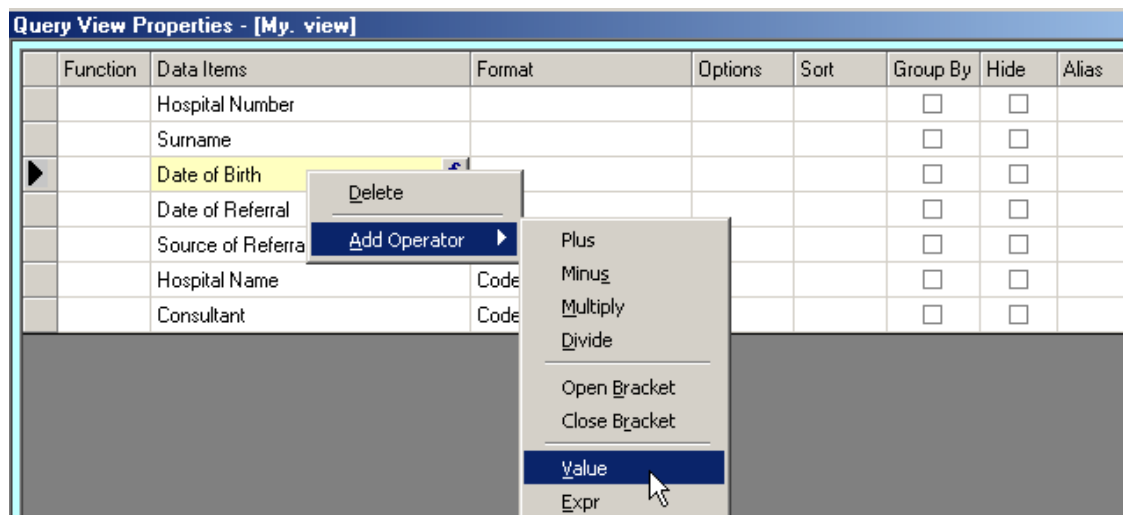 Query View Properties - [My. view]
Function Data Items Format Options Sort Group By Hide Alias
Hospital Number
Surname
Date of Birth
Date of Referral
Source of Referra
Hospital Name Code
Consultant Code
Delete
Add Operator
Plus
Minus
Multiply
Divide
Open Bracket
Close Bracket
Value
Expr